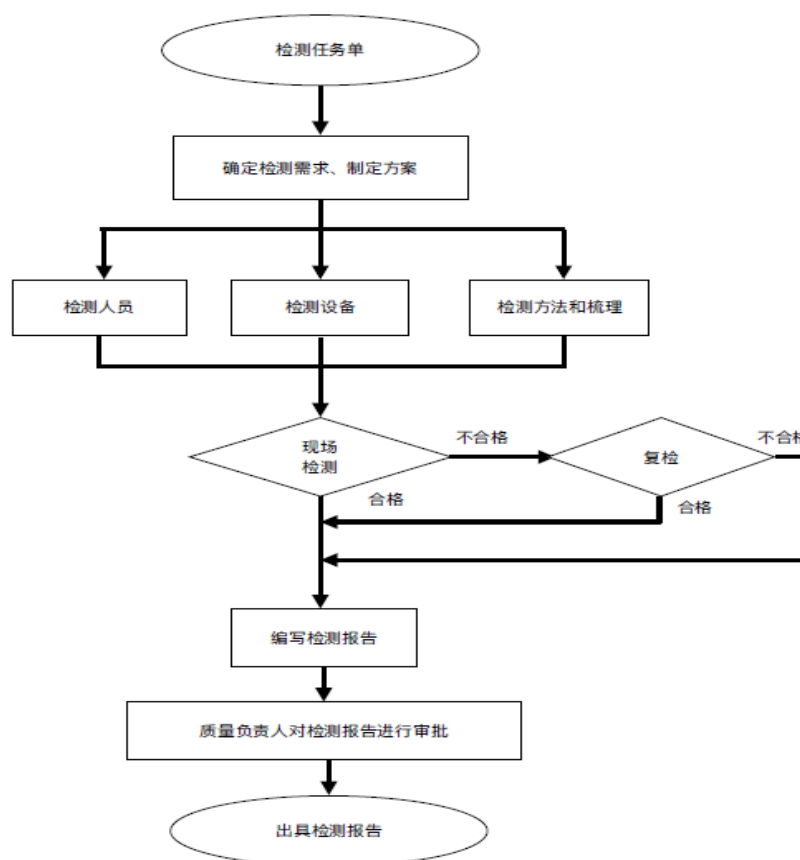 检测任务单
确定检测需求、制定方案
检测人员
检测设备
检测方法和梳理
现场
检测
不合格
复检
不合格
合格
合格
编写检测报告
质量负责人对检测报告进行审批
出具检测报告